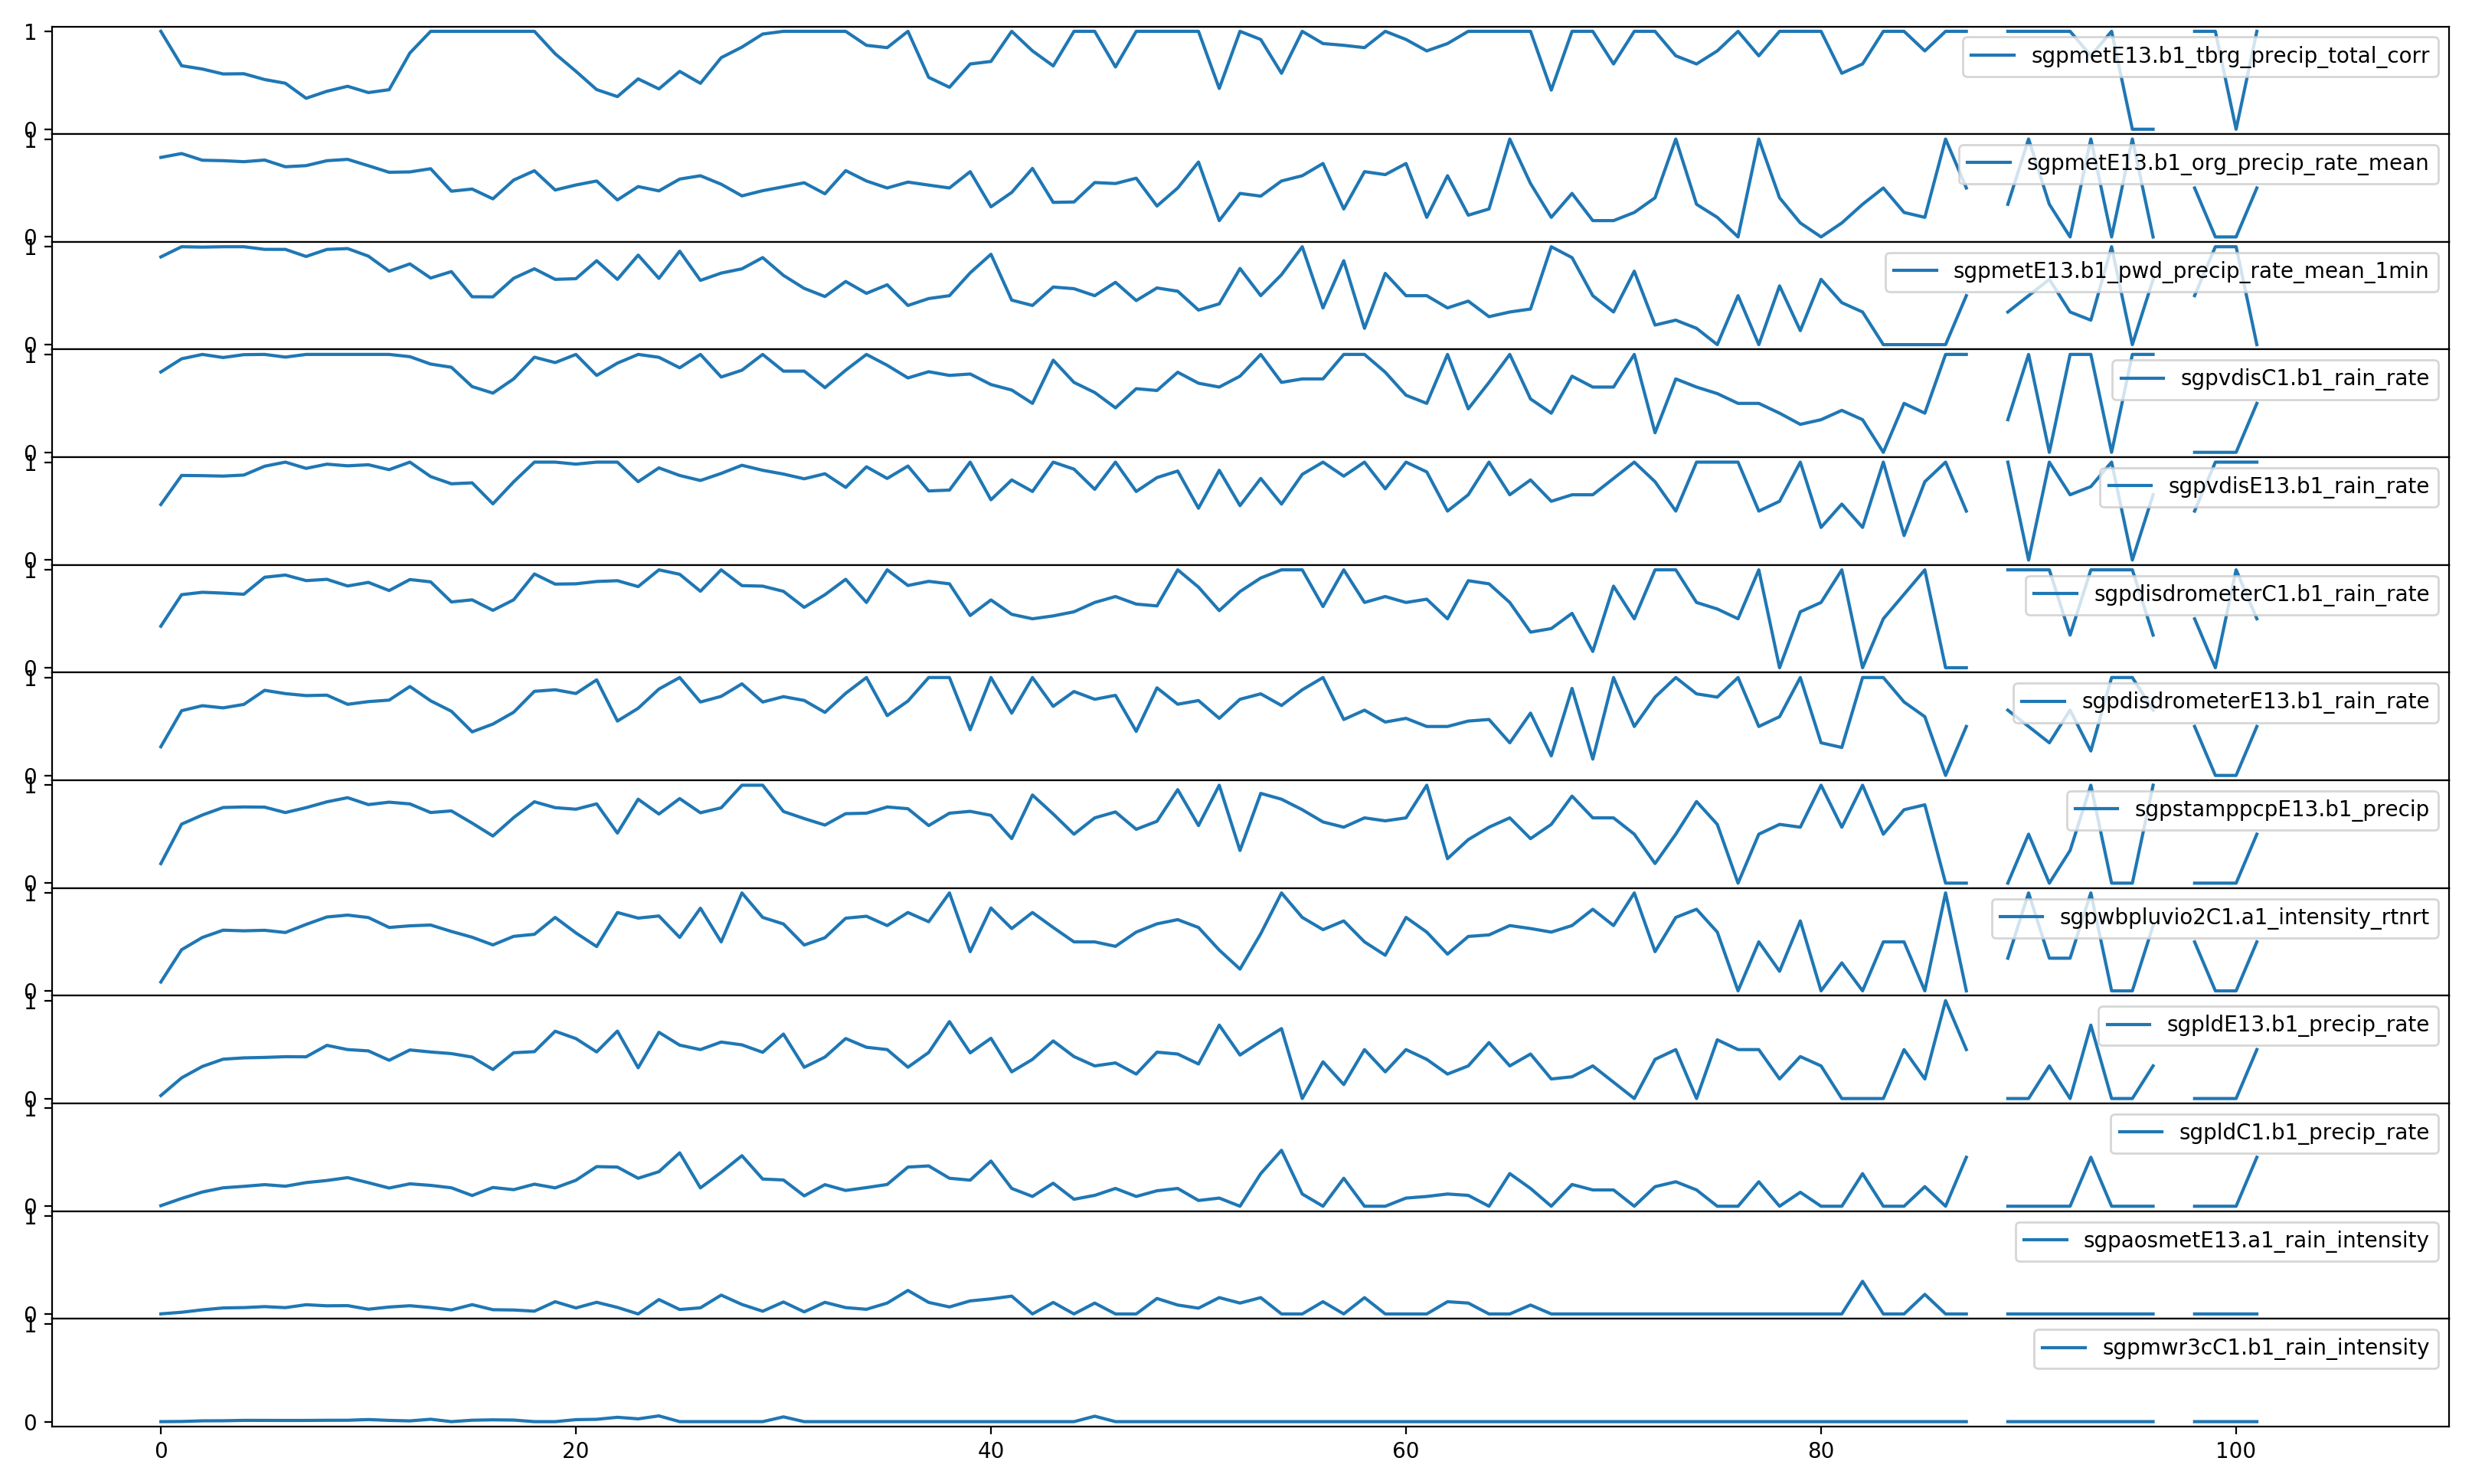 1
sgpmetE13.b1_tbrg_precip_total_corr
0
1
sgpmetE13.b1_org_precip_rate_mean
0
1
sgpmetE13.b1_pwd_precip_rate_mean_1min
0
1
sgpvdisC1.b1_rain_rate
0
1
sgpvdisE13.b1_rain_rate
0
1
sgpdisdrometerC1.b1_rain_rate
0
1
sgpdisdrometerE13.b1_rain_rate
0
1
sgpstamppcpE13.b1_precip
0
1
sgpwbpluvio2C1.a1_intensity_rtnrt
0
1
sgpldE13.b1_precip_rate
0
1
sgpldC1.b1_precip_rate
0
1
sgpaosmetE13.a1_rain_intensity
0
1
sgpmwr3cC1.b1_rain_intensity
0
0 20 40 60 80 100